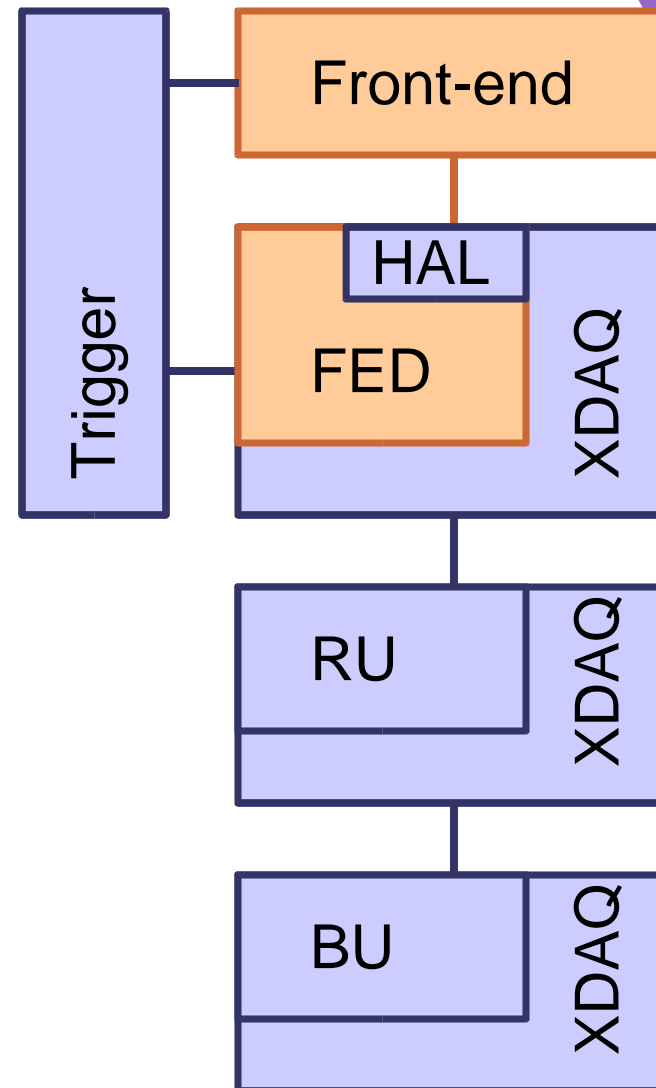 Front-end
Trigger
HAL
FED
XDAQ
RU
XDAQ
BU
XDAQ